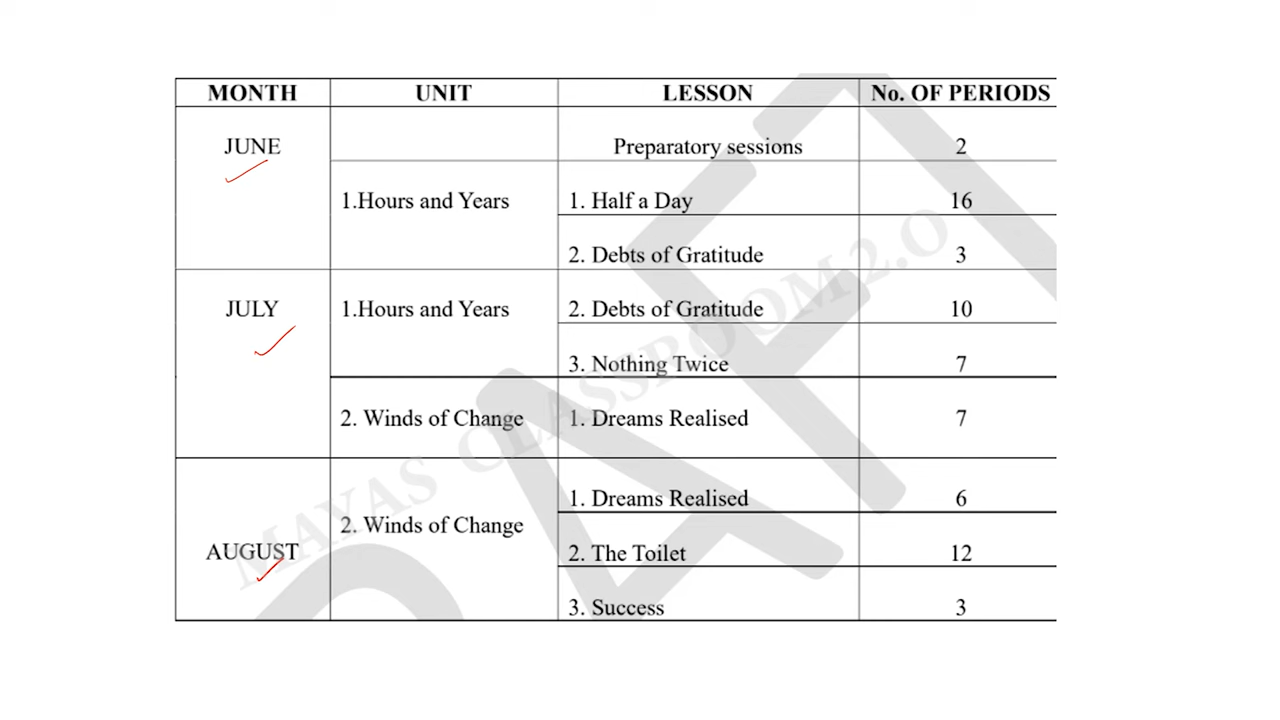 MONTH UNIT LESSON No. OF PERIODS
JUNE Preparatory sessions 2
1.Hours and Years 1. Half a Day 16
2. Debts of Gratitude 3
JULY 1.Hours and Years 2. Debts of Gratitude 10
3. Nothing Twice 7
2. Winds of Change 1. Dreams Realised 7
1. Dreams Realised 6
2. Winds of Change
AUGUST 2. The Toilet 12
3. Success 3
MAYAS CLASSROOM 2.O